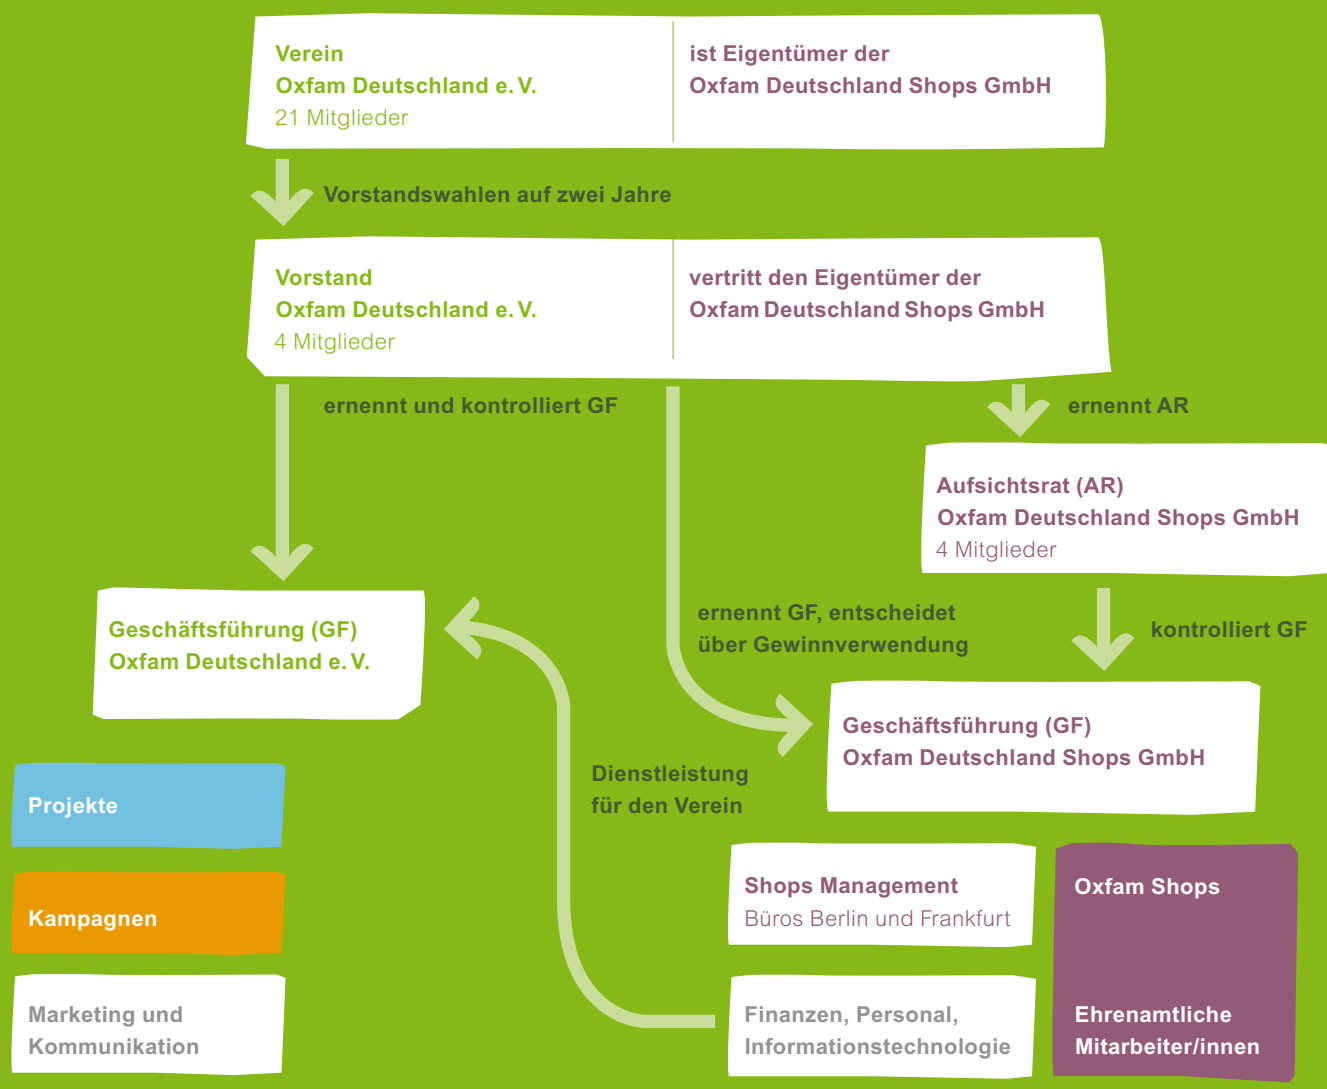 Verein
Oxfam Deutschland e. V.
21 Mitglieder
ist Eigentümer der
Oxfam Deutschland Shops GmbH
Vorstandswahlen auf zwei Jahre
Vorstand
Oxfam Deutschland e. V.
4 Mitglieder
vertritt den Eigentümer der
Oxfam Deutschland Shops GmbH
ernennt und kontrolliert GF
ernennt AR
Aufsichtsrat (AR)
Oxfam Deutschland Shops GmbH
4 Mitglieder
ernennt GF, entscheidet
über Gewinnverwendung
kontrolliert GF
Geschäftsführung (GF)
Oxfam Deutschland e. V.
Geschäftsführung (GF)
Oxfam Deutschland Shops GmbH
Dienstleistung
für den Verein
Projekte
Kampagnen
Marketing und
Kommunikation
Shops Management
Büros Berlin und Frankfurt
Finanzen, Personal,
Informationstechnologie
Oxfam Shops
Ehrenamtliche
Mitarbeiter/innen